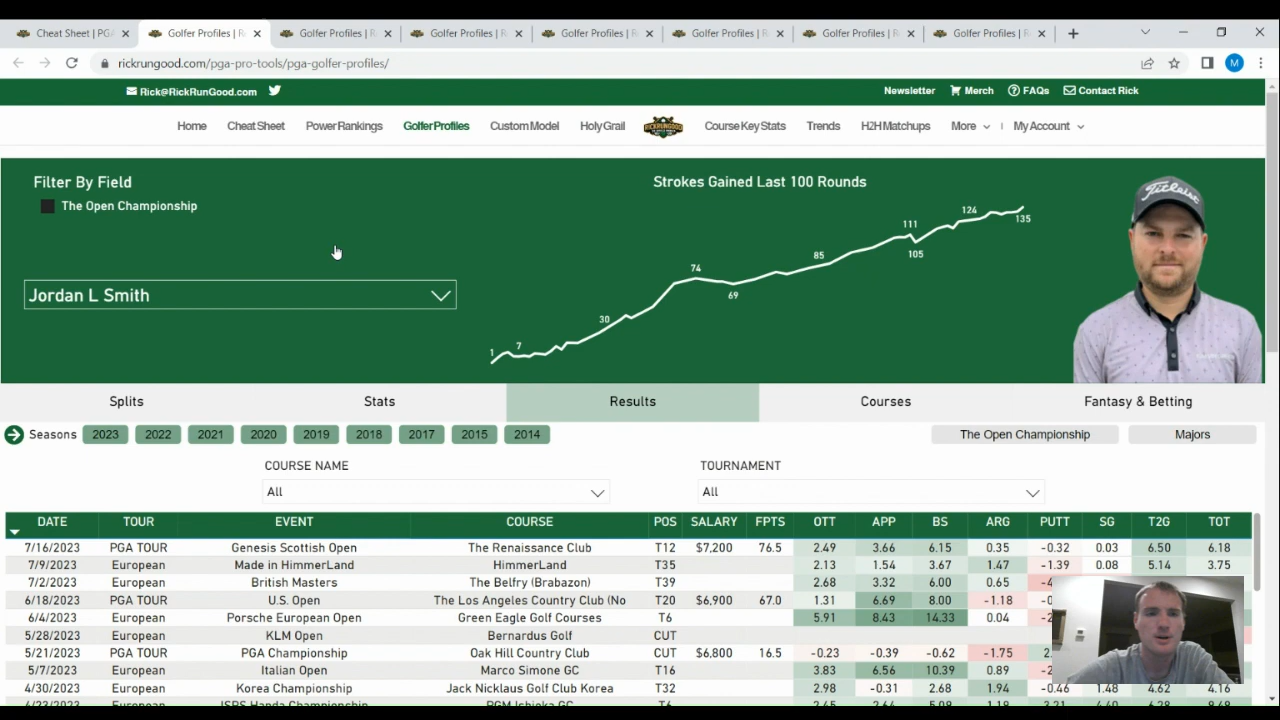 Cheat Sheet | PGA
Golfer Profiles | R
Golfer Profiles | R
Golfer Profiles | R
Golfer Profiles | R
Golfer Profiles | R
Golfer Profiles | R
Golfer Profiles | R
rickrungood.com/pga-pro-tools/pga-golfer-profiles/
M
Rick@RickRunGood.com
Newsletter Merch FAQs Contact Rick
Home Cheat Sheet Power Rankings Golfer Profiles Custom Model Holy Grail RICKRUNGOOD Course Key Stats Trends H2H Matchups More My Account
Filter By Field
The Open Championship
Jordan L Smith
Strokes Gained Last 100 Rounds
1 7 30 74 69 85 111 105 124 135
Titleist
Splits Stats Results Courses Fantasy & Betting
Seasons 2023 2022 2021 2020 2019 2018 2017 2015 2014 The Open Championship Majors
COURSE NAME TOURNAMENT
All All
DATE TOUR EVENT COURSE POS SALARY FPTS OTT APP BS ARG PUTT SG T2G TOT
7/16/2023 PGA TOUR Genesis Scottish Open The Renaissance Club T12 $7,200 76.5 2.49 3.66 6.15 0.35 -0.32 0.03 6.50 6.18
7/9/2023 European Made in HimmerLand HimmerLand T35 2.13 1.54 3.67 1.47 -1.39 0.08 5.14 3.75
7/2/2023 European British Masters The Belfry (Brabazon) T39 2.68 3.32 6.00 0.65
6/18/2023 PGA TOUR U.S. Open The Los Angeles Country Club (No T20 $6,900 67.0 1.31 6.69 8.00 -1.18
6/4/2023 European Porsche European Open Green Eagle Golf Courses T6 5.91 8.43 14.33 0.04
5/28/2023 European KLM Open Bernardus Golf CUT
5/21/2023 PGA TOUR PGA Championship Oak Hill Country Club CUT $6,800 16.5 -0.23 -0.39 -0.62 -1.75
5/7/2023 European Italian Open Marco Simone GC T16 3.83 6.56 10.39 0.89
4/30/2023 European Korea Championship Jack Nicklaus Golf Club Korea T32 2.98 -0.31 2.68 1.94 -0.46 1.48 4.62 4.16